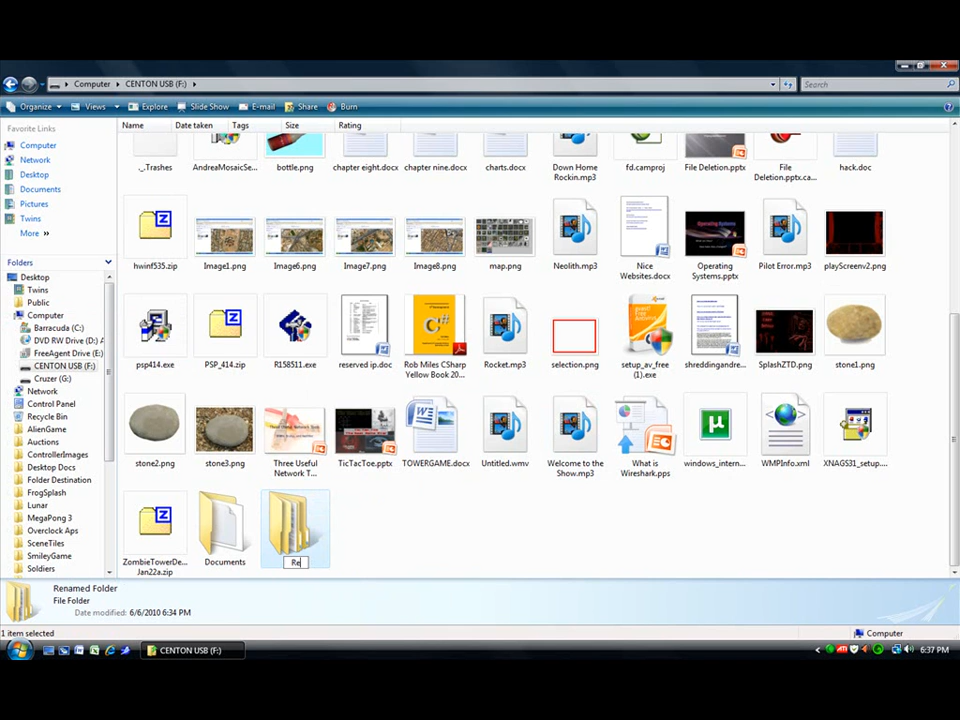 Computer ▸ CENTON USB (F:) ▸
Search
Organize Views Explore Slide Show E-mail Share Burn
Favorite Links
Computer
Network
Desktop
Documents
Pictures
Twins
More »
Folders
Desktop
Twins
Public
Computer
Barracuda (C:)
DVD RW Drive (D:) A
FreeAgent Drive (E:)
CENTON USB (F:)
Cruzer (G:)
Network
Control Panel
Recycle Bin
AlienGame
Auctions
ControllerImages
Desktop Docs
Folder Destination
FrogSplash
Lunar
MegaPong 3
Overclock Aps
SceneTiles
SmileyGame
Soldiers
Name Date taken Tags Size Rating
._.Trashes AndreaMosaicSe... bottle.png chapter eight.docx chapter nine.docx charts.docx Down Home Rockin.mp3 fd.camproj File Deletion.pptx File Deletion.pptx.ca... hack.doc
hwinf535.zip Image1.png Image6.png Image7.png Image8.png map.png Neolith.mp3 Nice Websites.docx Operating Systems.pptx Pilot Error.mp3 playScreenv2.png
psp414.exe PSP_414.zip R158511.exe reserved ip.doc Rob Miles CSharp Yellow Book 20... Rocket.mp3 selection.png setup_av_free (1).exe shreddingandre... SplashZTD.png stone1.png
stone2.png stone3.png Three Useful Network T... TicTacToe.pptx TOWERGAME.docx Untitled.wmv Welcome to the Show.mp3 What is Wireshark.pps windows_intern... WMPInfo.xml XNAGS31_setup....
ZombieTowerDe... Jan22a.zip Documents Re
Renamed Folder
File Folder
Date modified: 6/6/2010 6:34 PM
1 item selected
Computer
CENTON USB (F:)
6:37 PM